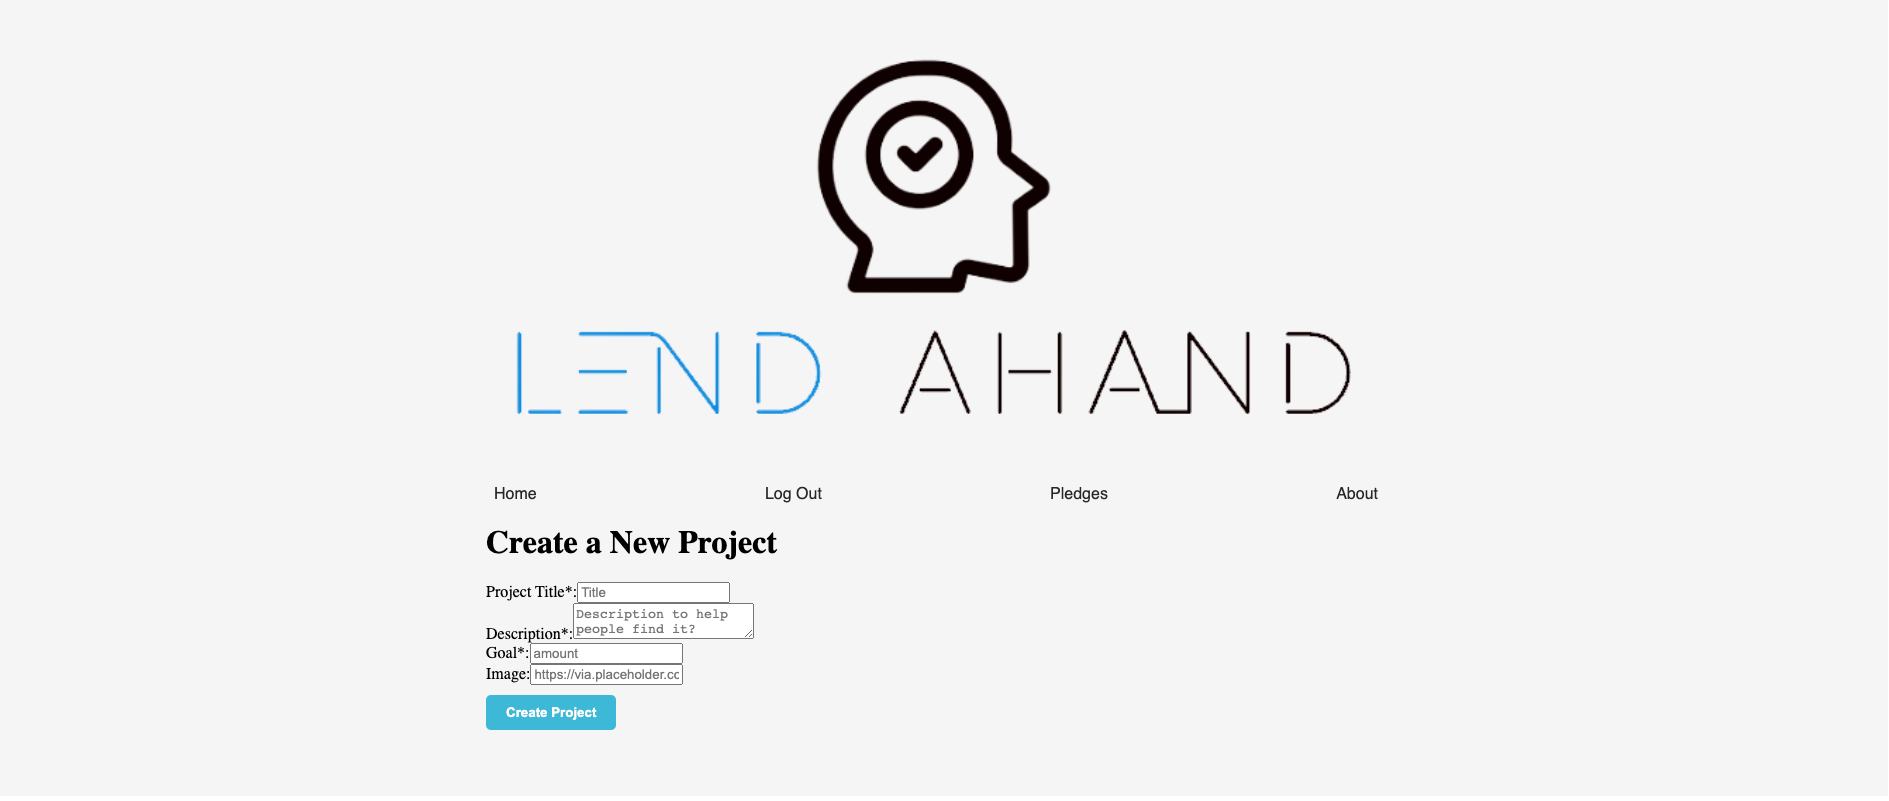 LEND AHAND
Home Log Out Pledges About
Create a New Project
Project Title*: Title
Description*: Description to help
people find it?
Goal*: amount
Image: https://via.placeholder.cc
Create Project